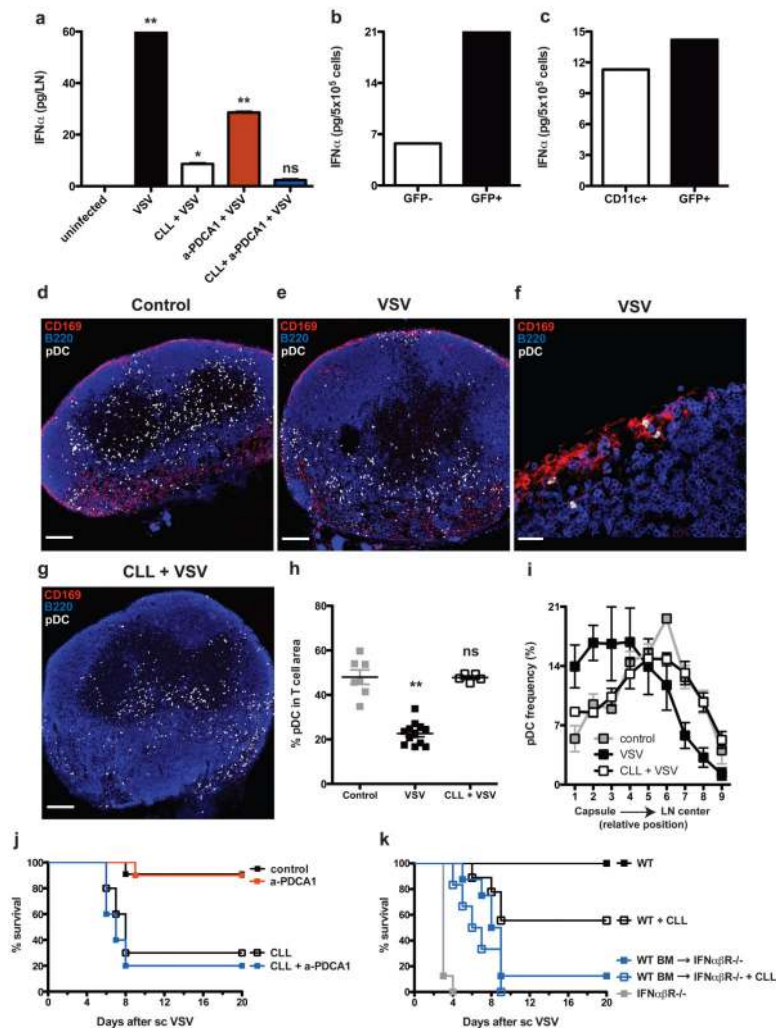 a
IFNα (pg/LN)
60
40
20
0
**
*
**
ns
uninfected
VSV
CLL + VSV
a-PDCA1 + VSV
CLL+ a-PDCA1 + VSV
b
IFNα (pg/5x10⁵ cells)
21
14
7
0
GFP-
GFP+
c
IFNα (pg/5x10⁵ cells)
15
12
9
6
3
0
CD11c+
GFP+
d
Control
CD169
B220
pDC
e
VSV
CD169
B220
pDC
f
VSV
CD169
B220
pDC
g
CLL + VSV
CD169
B220
pDC
h
% pDC in T cell area
80
60
40
20
0
**
ns
Control
VSV
CLL + VSV
i
pDC frequency (%)
21
14
7
0
control
VSV
CLL + VSV
1 2 3 4 5 6 7 8 9
Capsule → LN center
(relative position)
j
% survival
100
80
60
40
20
0
control
a-PDCA1
CLL
CLL + a-PDCA1
0 4 8 12 16 20
Days after sc VSV
k
% survival
100
80
60
40
20
0
WT
WT + CLL
WT BM → IFNαβR-/-
WT BM → IFNαβR-/- + CLL
IFNαβR-/-
0 4 8 12 16 20
Days after sc VSV